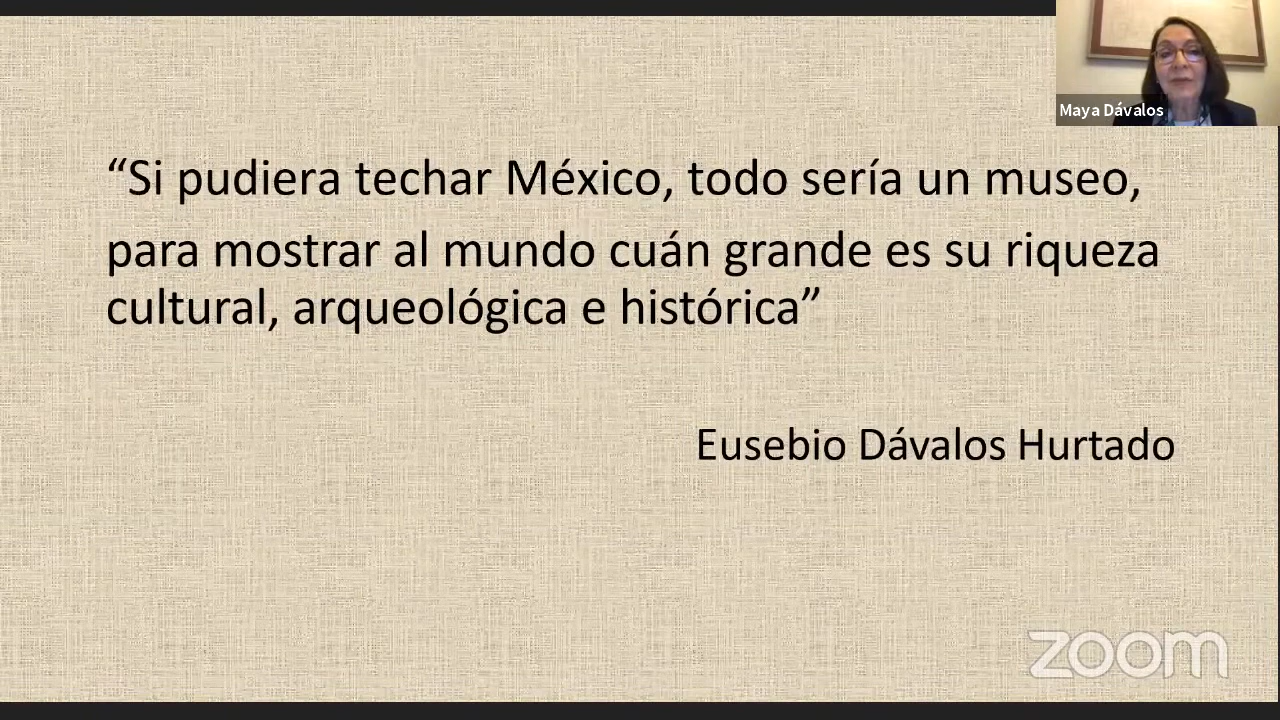 Maya Dávalos
“Si pudiera techar México, todo sería un museo,
para mostrar al mundo cuán grande es su riqueza
cultural, arqueológica e histórica”
Eusebio Dávalos Hurtado
zoom